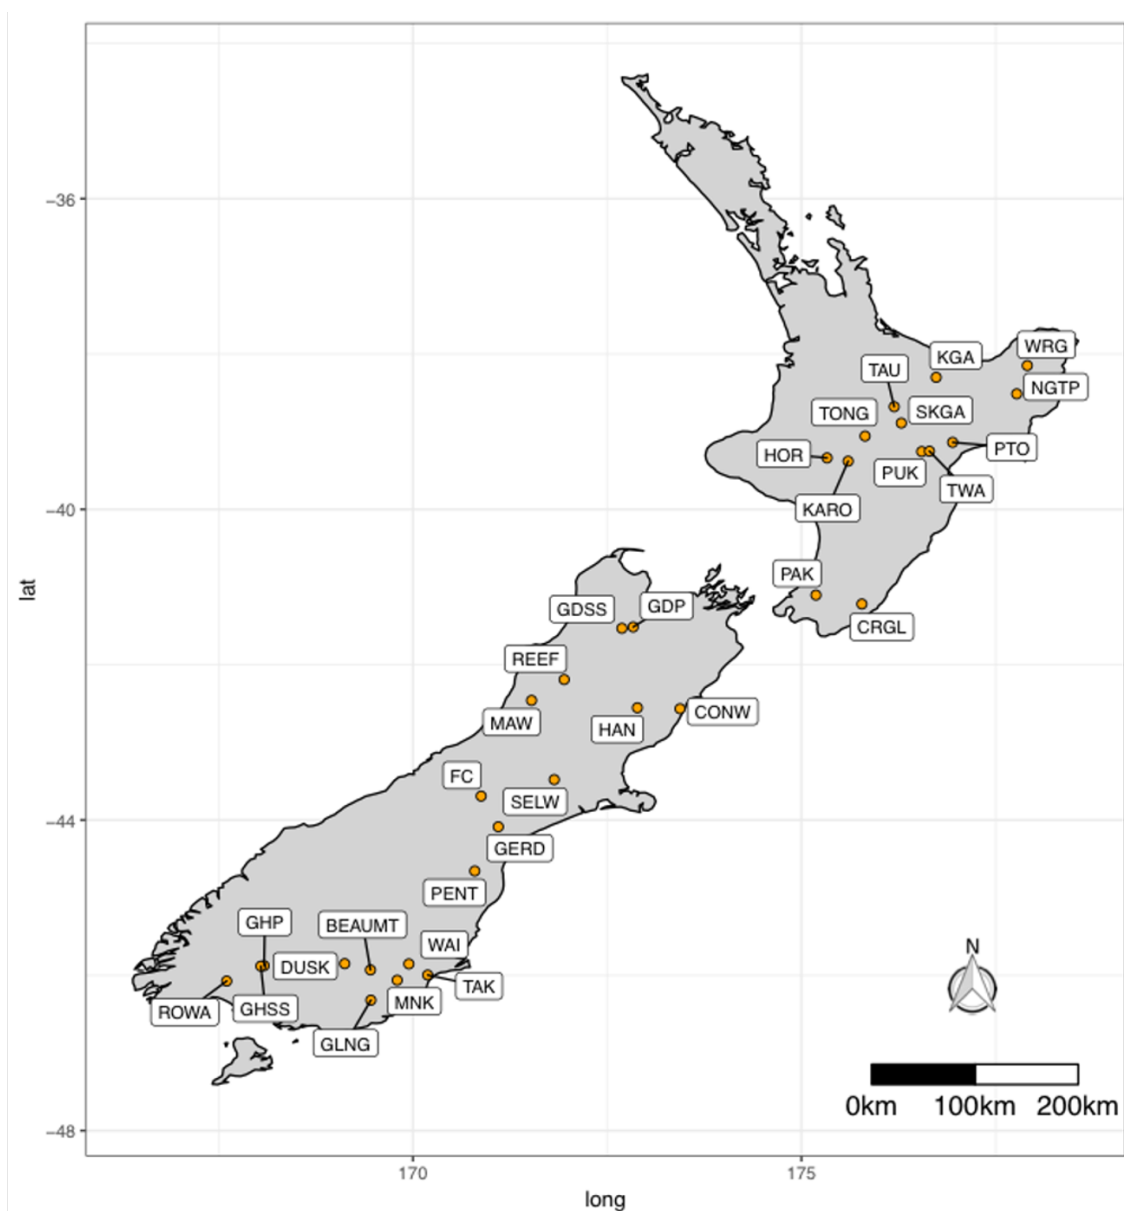 −36
WRG
KGA
TAU
NGTP
SKGA
TONG
PTO
HOR
PUK
TWA
KARO
−40
PAK
lat
GDSS
GDP
CRGL
REEF
CONW
MAW
HAN
FC
SELW
−44
GERD
PENT
GHP
BEAUMT
WAI
N
DUSK
TAK
MNK
GHSS
ROWA
GLNG
0km
100km
200km
−48
170
175
long